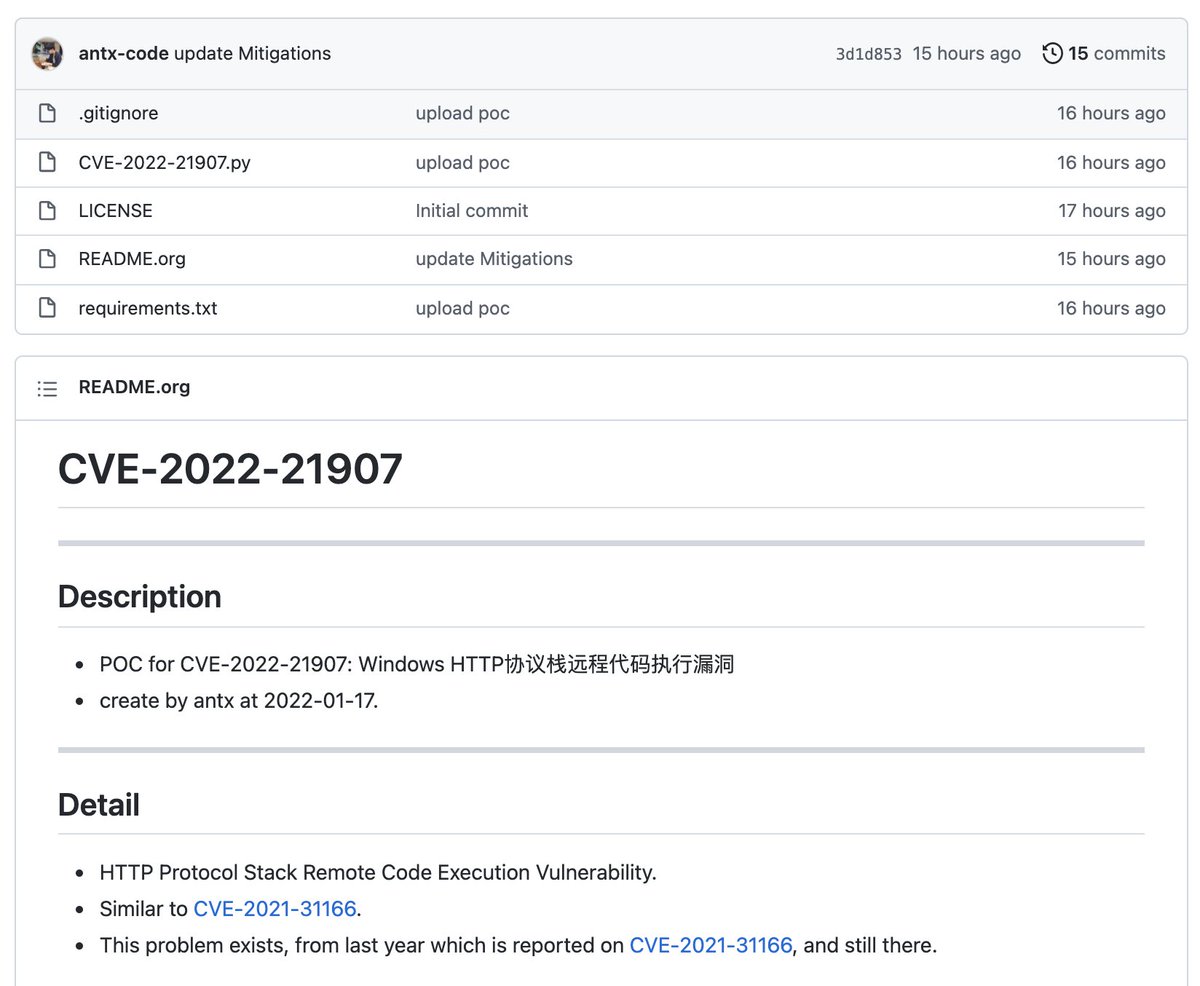 antx-code update Mitigations 3d1d853 15 hours ago 15 commits
.gitignore upload poc 16 hours ago
CVE-2022-21907.py upload poc 16 hours ago
LICENSE Initial commit 17 hours ago
README.org update Mitigations 15 hours ago
requirements.txt upload poc 16 hours ago
README.org
CVE-2022-21907
Description
• POC for CVE-2022-21907: Windows HTTP协议栈远程代码执行漏洞
• create by antx at 2022-01-17.
Detail
• HTTP Protocol Stack Remote Code Execution Vulnerability.
• Similar to CVE-2021-31166.
• This problem exists, from last year which is reported on CVE-2021-31166, and still there.